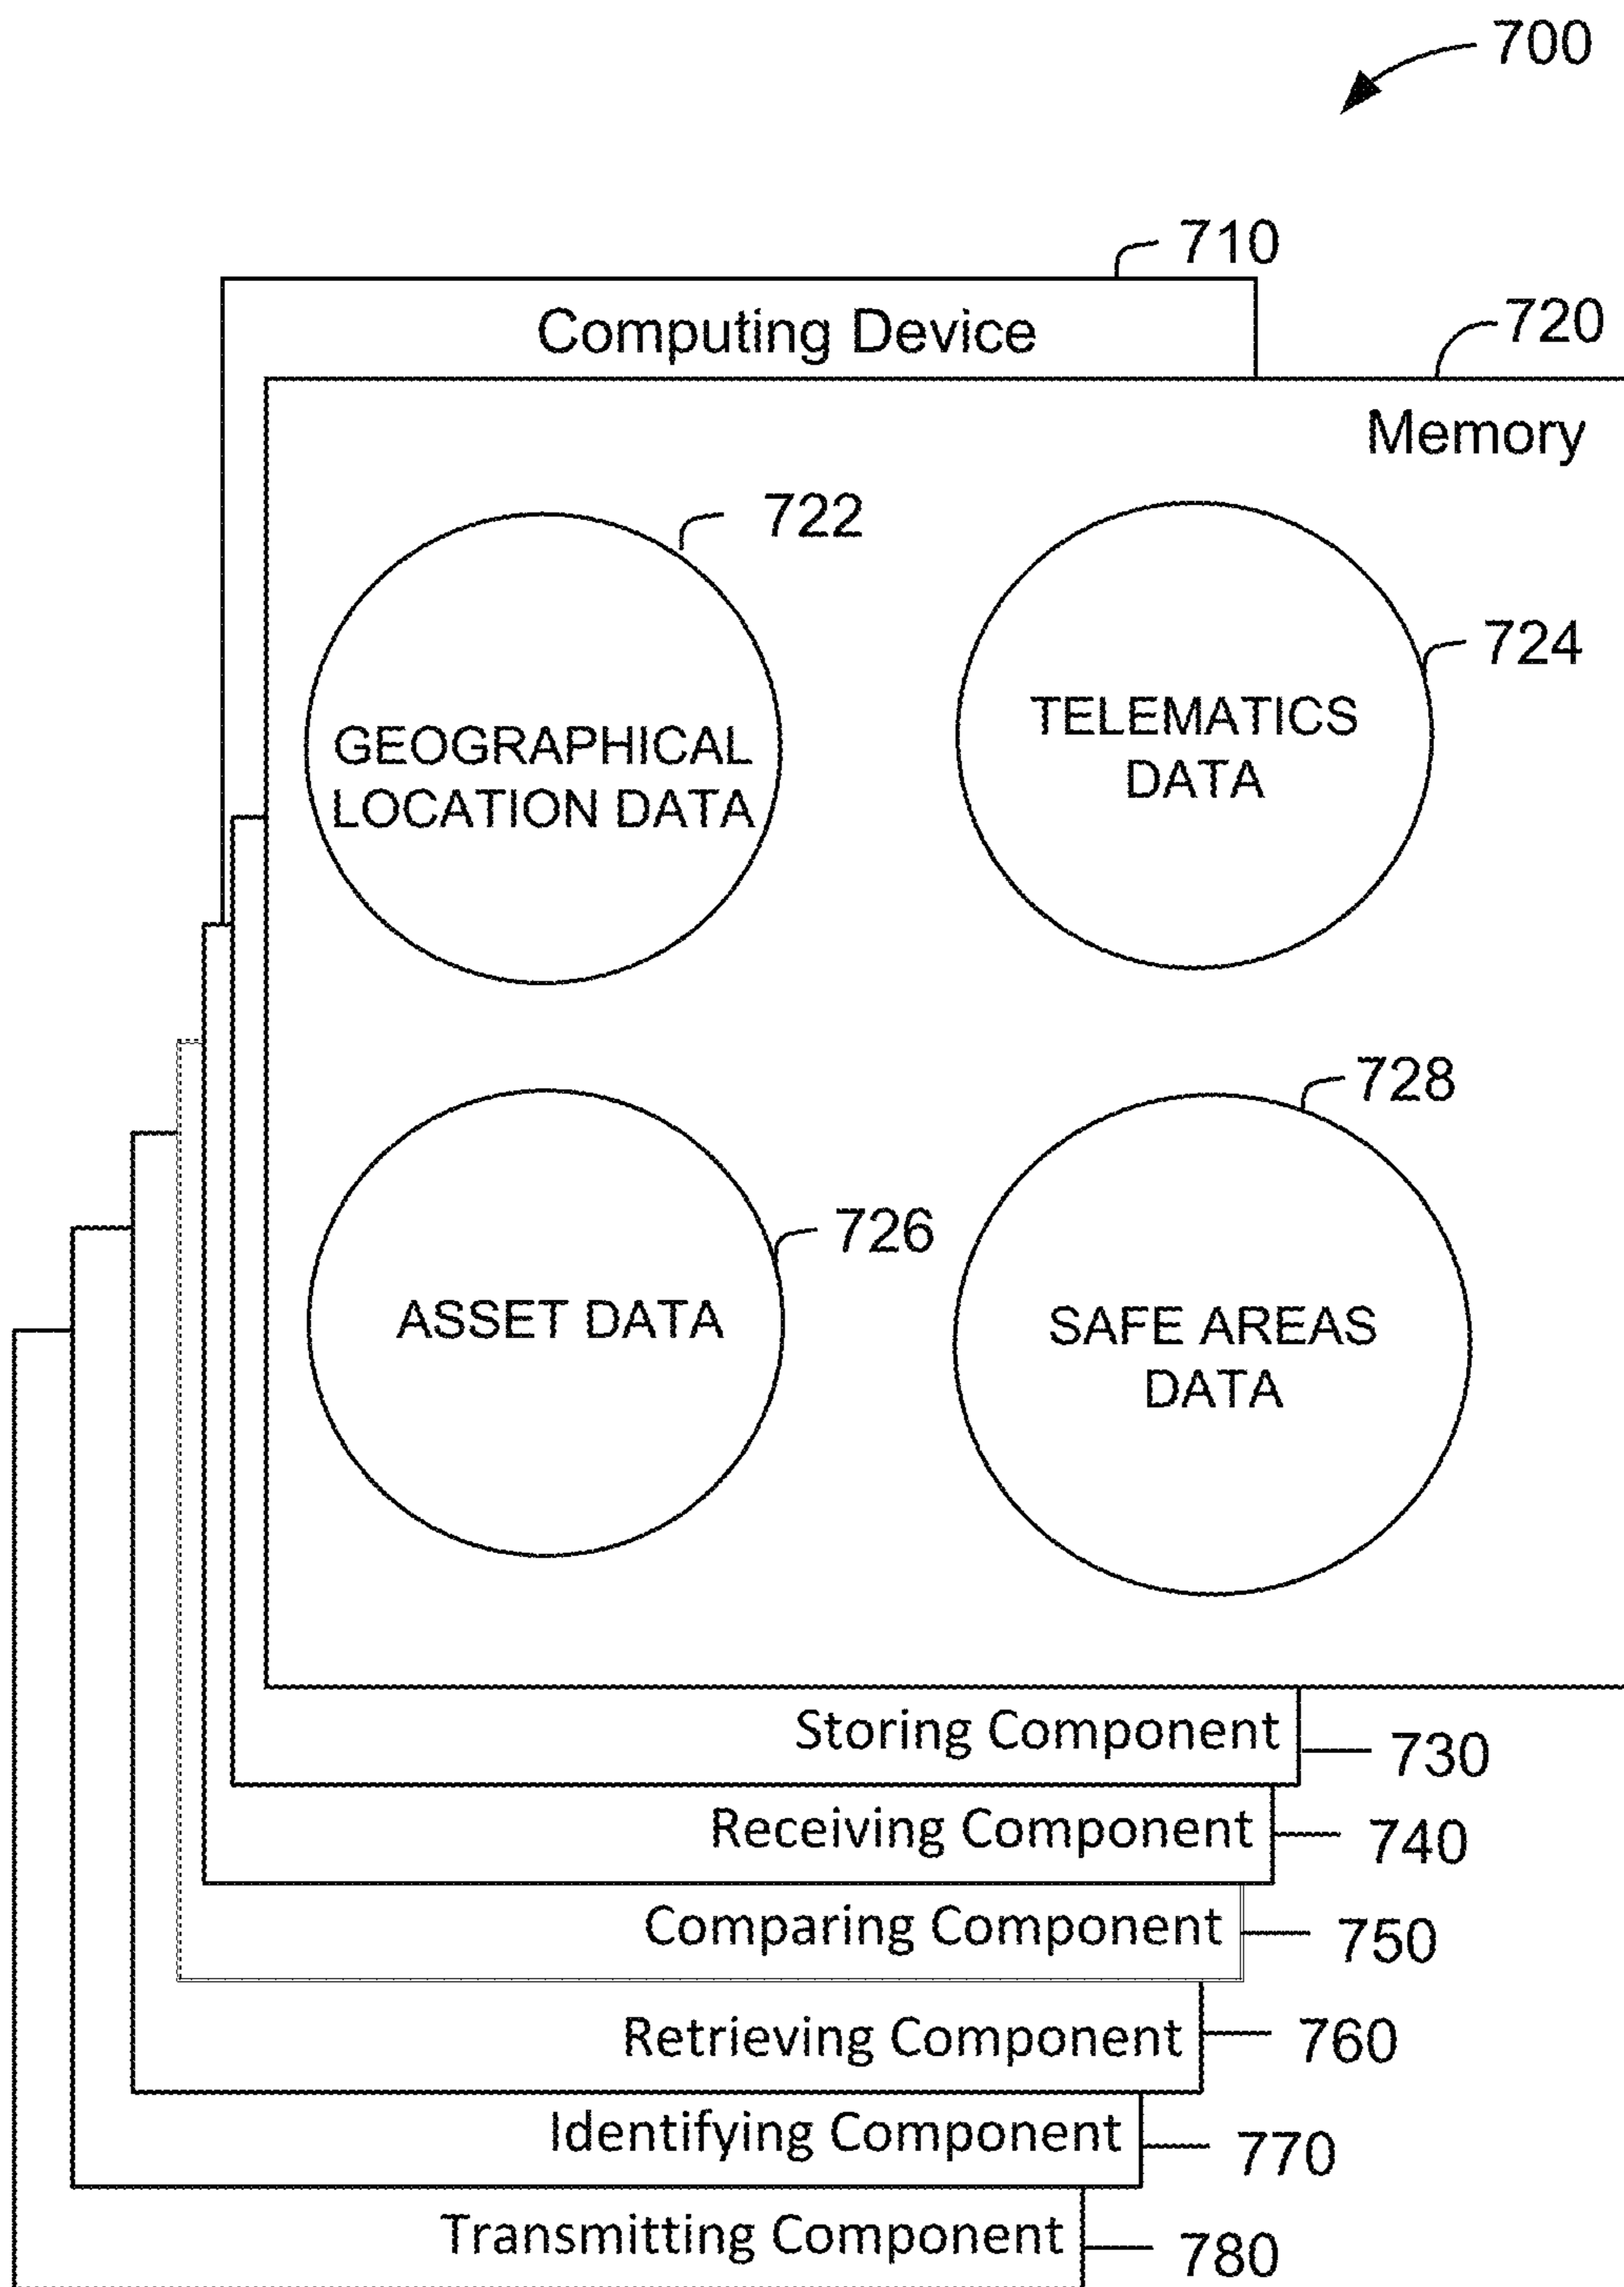 700
710
Computing Device
720
Memory
722
GEOGRAPHICAL
LOCATION DATA
724
TELEMATICS
DATA
726
ASSET DATA
728
SAFE AREAS
DATA
Storing Component
730
Receiving Component
740
Comparing Component
750
Retrieving Component
760
Identifying Component
770
Transmitting Component
780